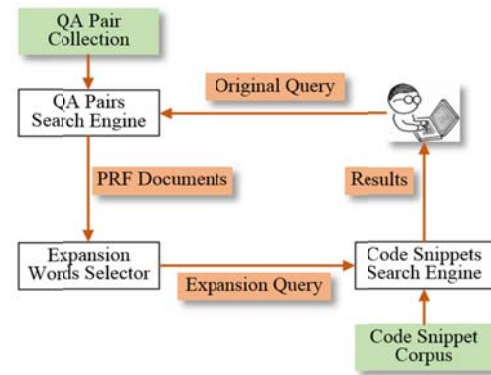 QA Pair
Collection
Original Query
QA Pairs
Search Engine
PRF Documents
Results
Expansion
Words Selector
Expansion Query
Code Snippets
Search Engine
Code Snippet
Corpus